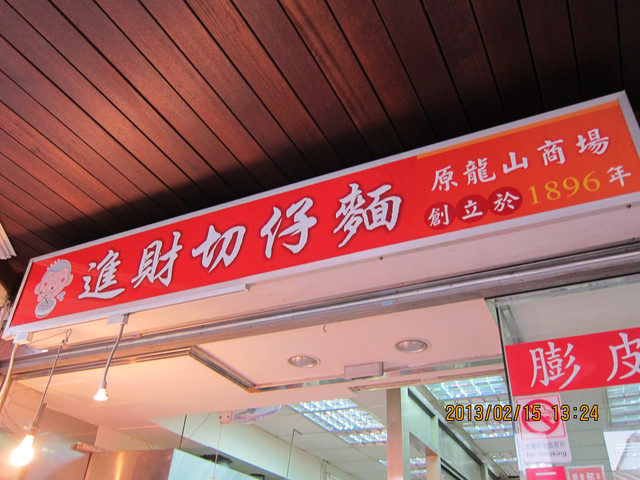 進財切仔麵
原龍山商場
創立於1896年
膨皮
2013/02/15 13:24
No Smoking